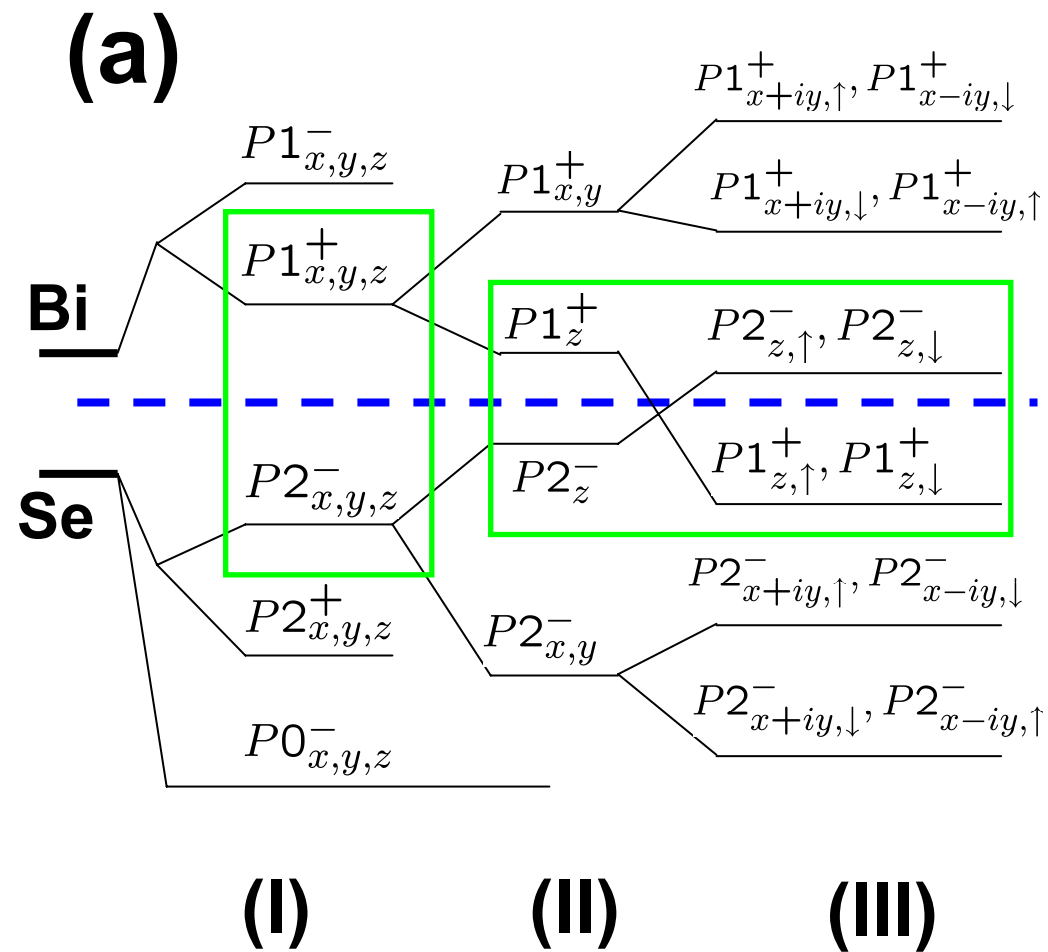 (a)
P1⁺x+iy,↑, P1⁺x−iy,↓
P1⁻x,y,z
P1⁺x,y
P1⁺x+iy,↓, P1⁺x−iy,↑
P1⁺x,y,z
Bi
P1⁺z
P2⁻z,↑, P2⁻z,↓
P2⁻x,y,z
P2⁻z
P1⁺z,↑, P1⁺z,↓
Se
P2⁻x+iy,↑, P2⁻x−iy,↓
P2⁺x,y,z
P2⁻x,y
P2⁻x+iy,↓, P2⁻x−iy,↑
P0⁻x,y,z
(I) (II) (III)